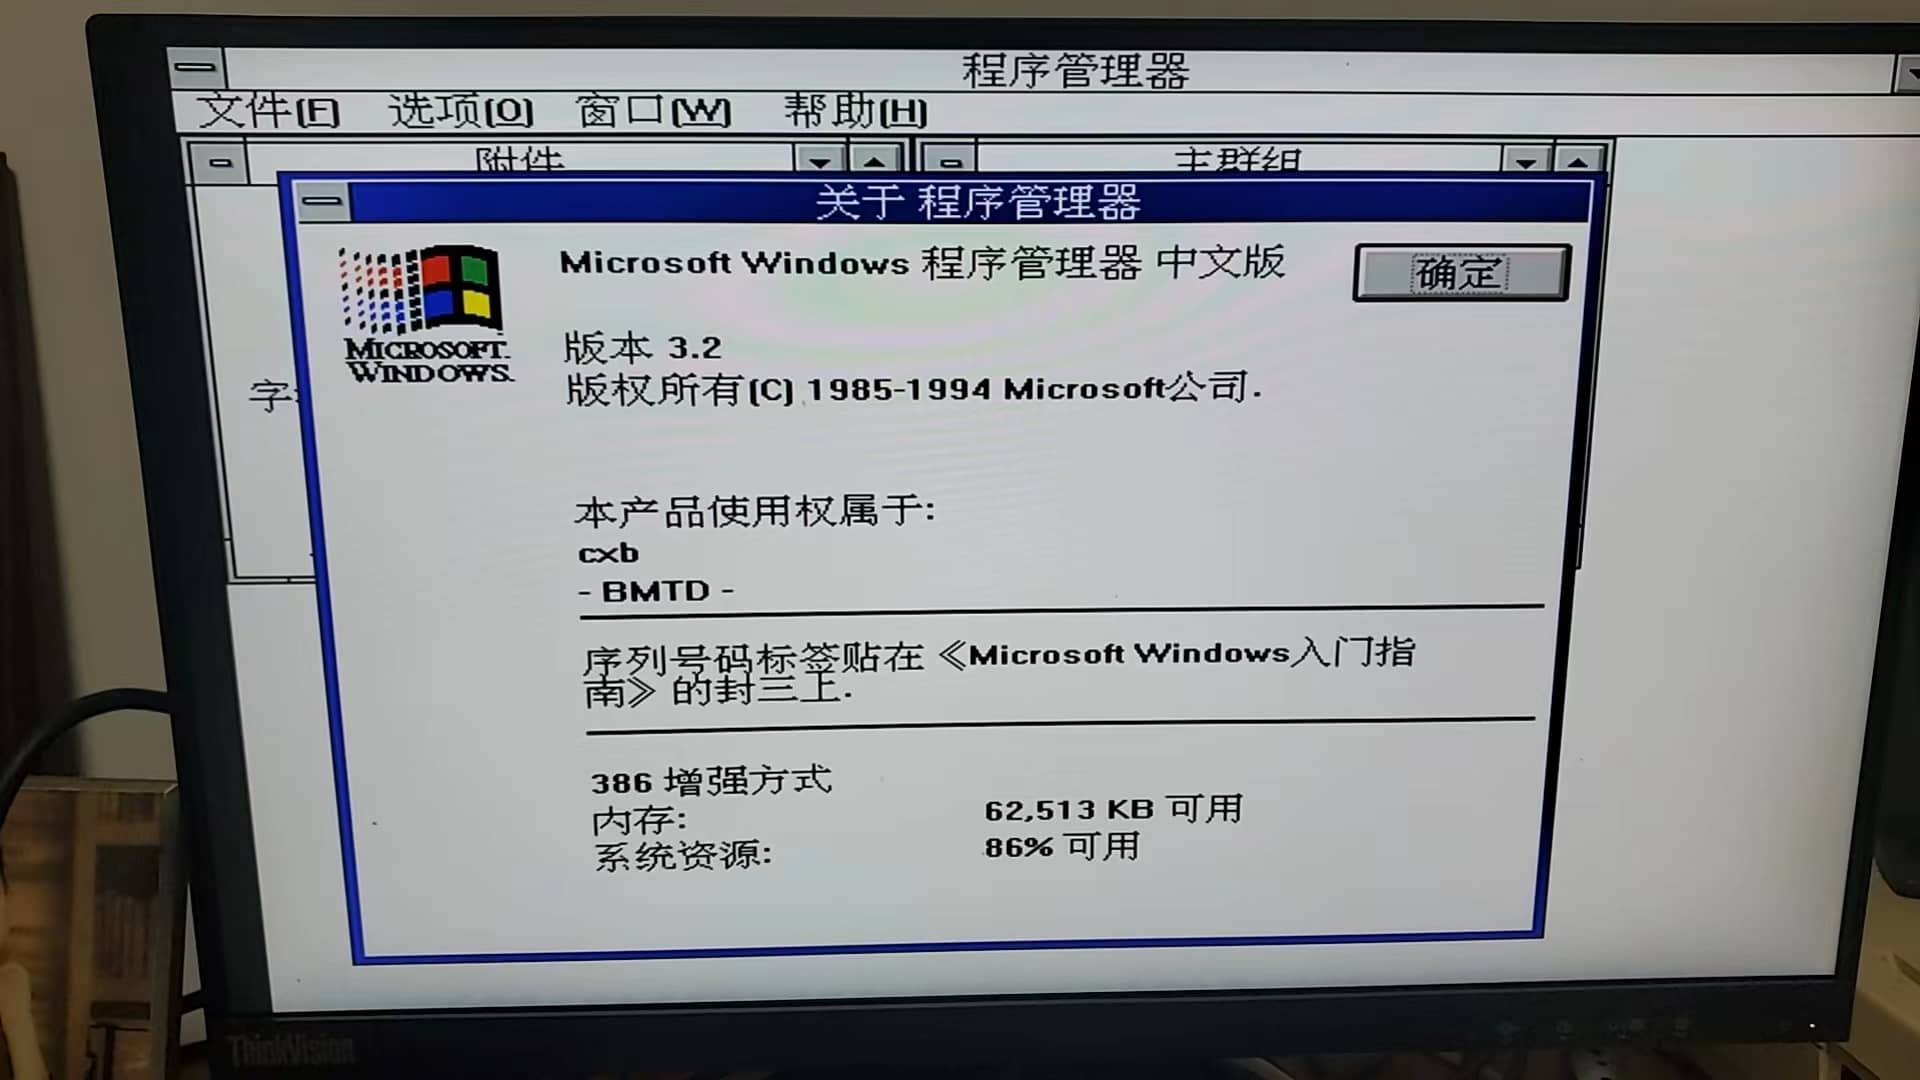 程序管理器
文件(F) 选项(O) 窗口(W) 帮助(H)
附件 主群组
关于 程序管理器
Microsoft Windows 程序管理器 中文版
确定
MICROSOFT.
WINDOWS.
版本 3.2
版权所有(C) 1985-1994 Microsoft公司.
字
本产品使用权属于:
cxb
- BMTD -
序列号码标签贴在《Microsoft Windows入门指
南》的封三上.
386 增强方式
内存: 62,513 KB 可用
系统资源: 86% 可用
ThinkVision